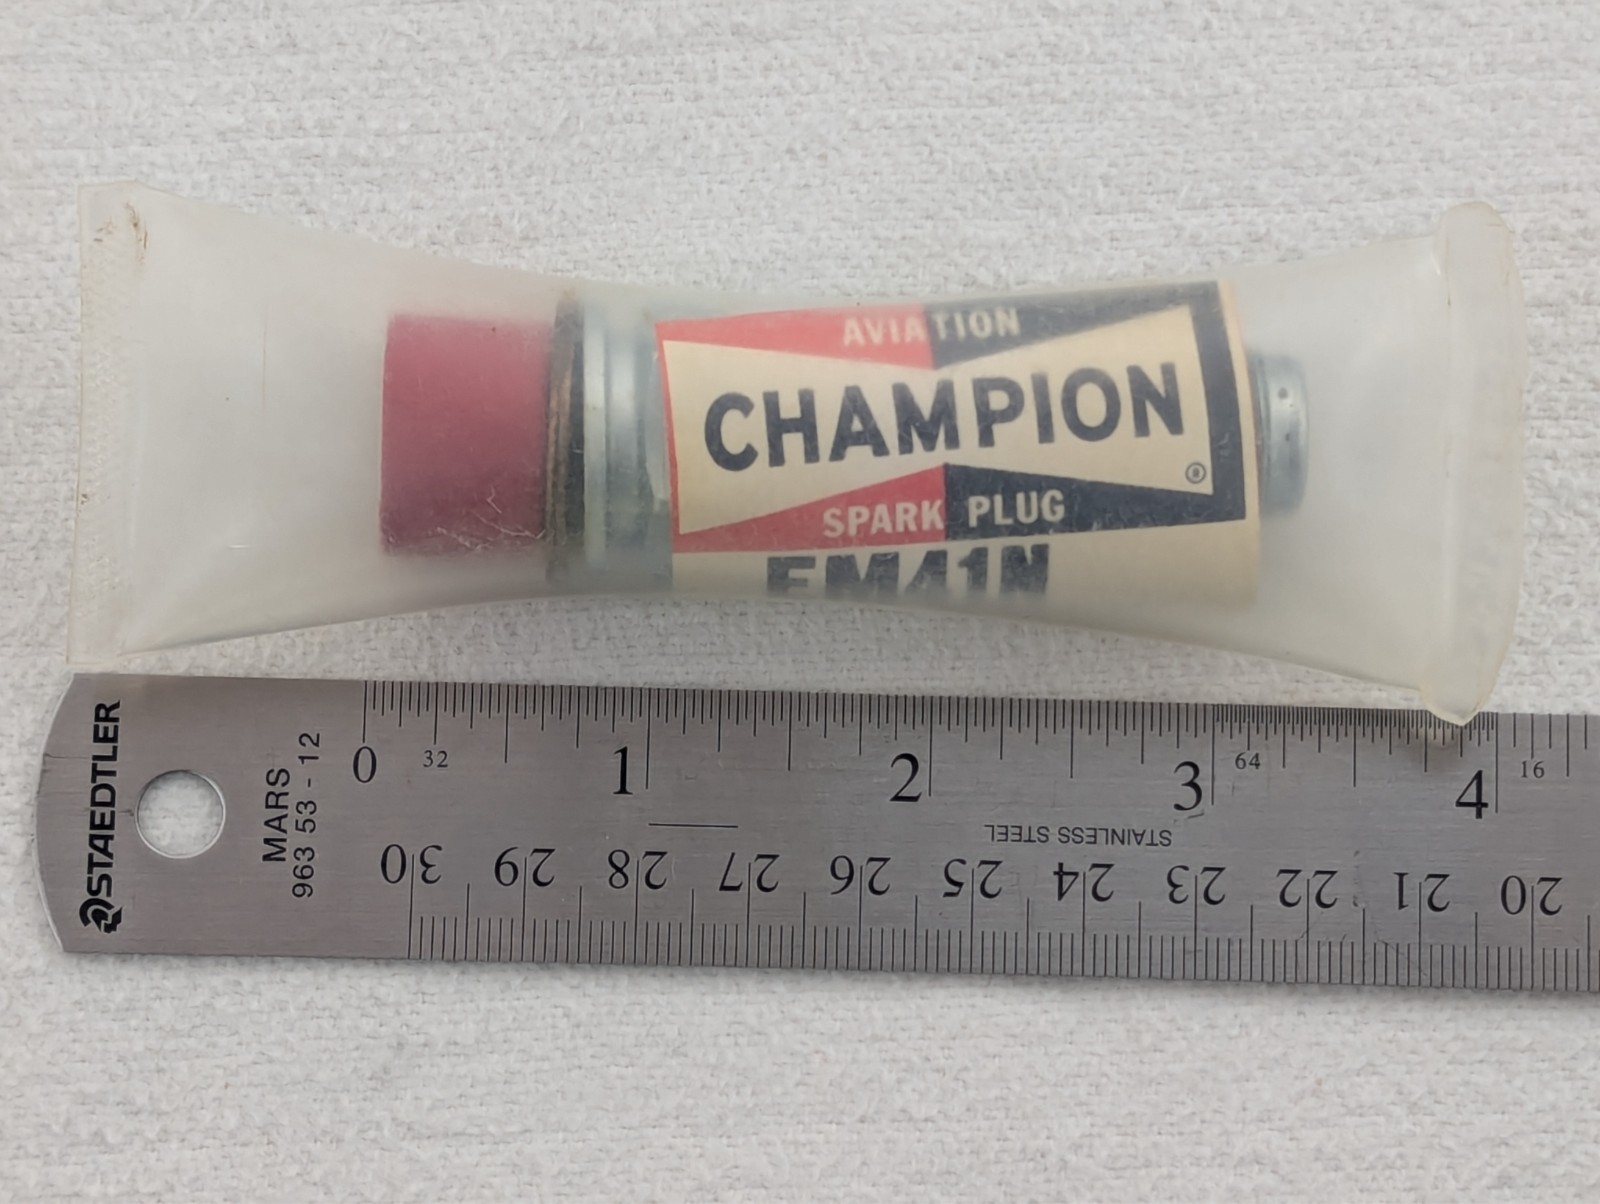 AVIATION
CHAMPION
®
SPARK PLUG
EM41N
STAEDTLER
MARS
963 53 - 12
0 32 1 2 3 64 4 16
STAINLESS STEEL
30 29 28 27 26 25 24 23 22 21 20